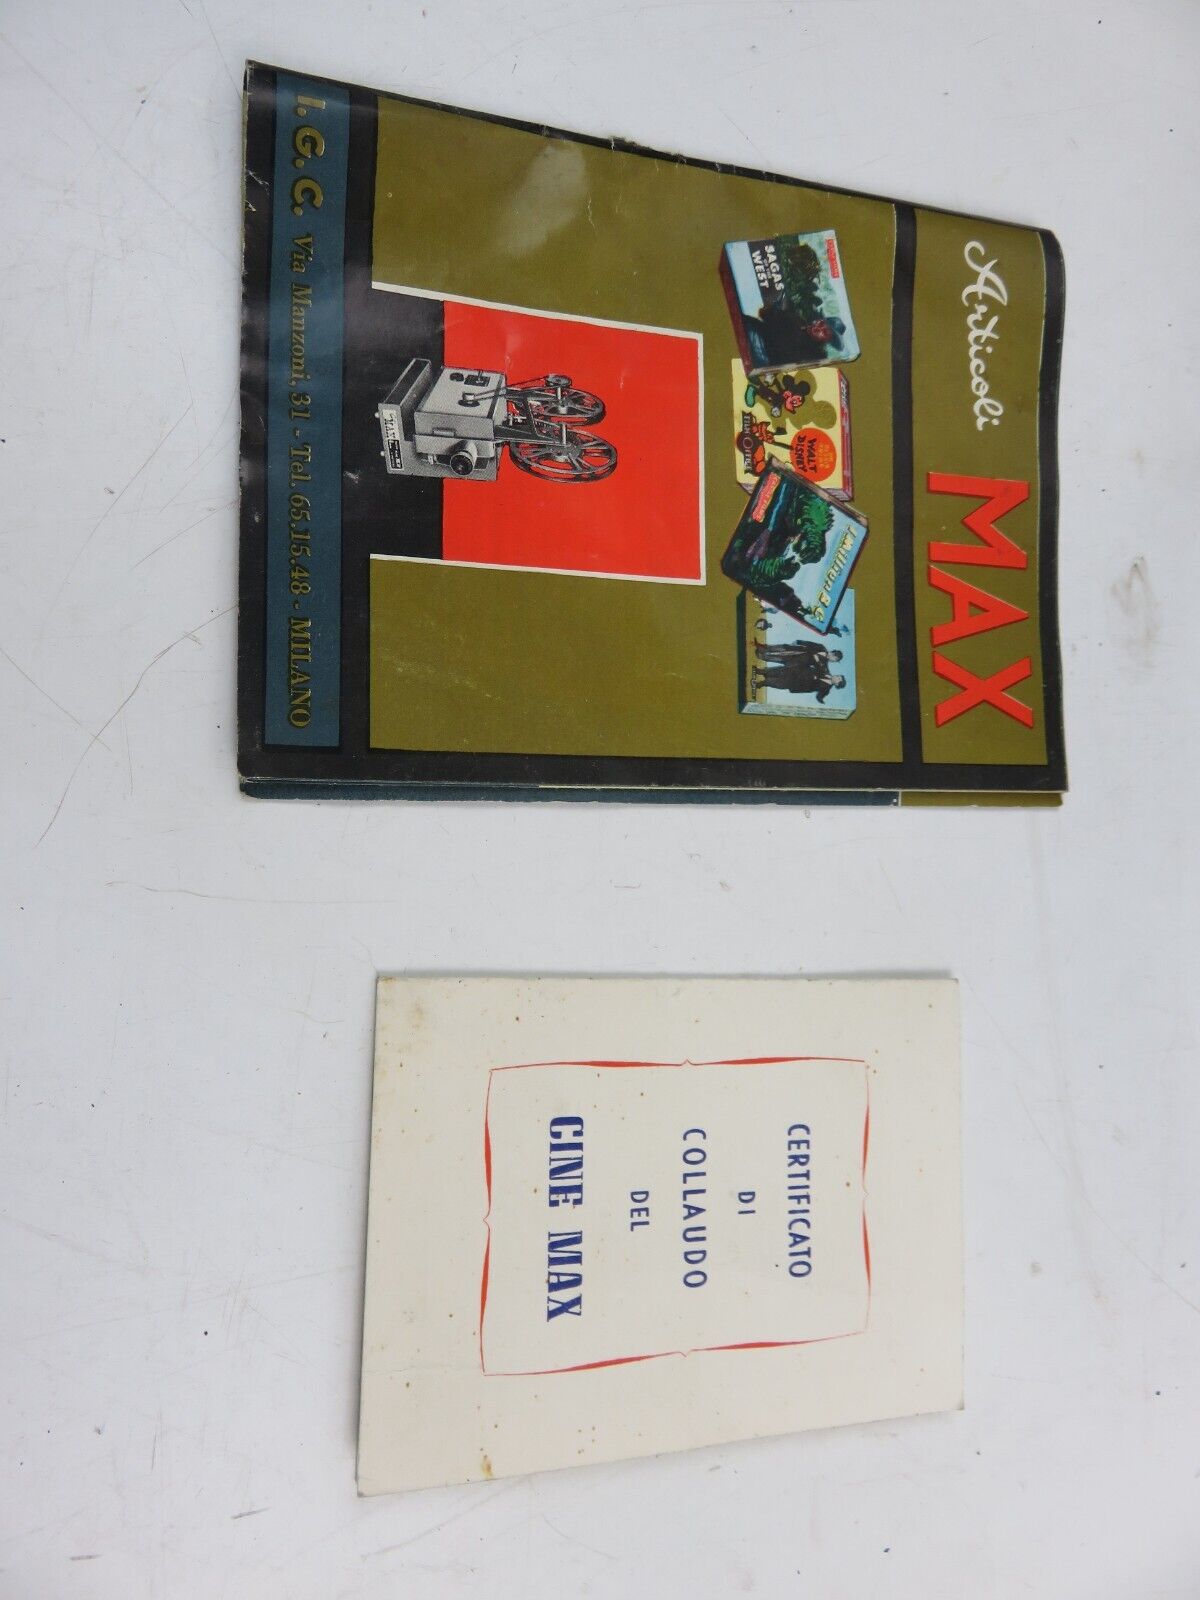 Articoli MAX
SAGAS
WEST
WALT
DISNEY
I. G. C. Via Manzoni, 31 - Tel. 65.15.48 - MILANO
CERTIFICATO
DI
COLLAUDO
DEL
CINE MAX